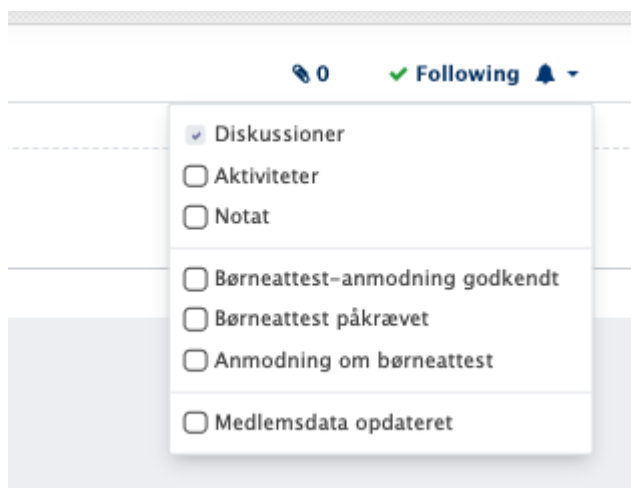 0 Following
Diskussioner
Aktiviteter
Notat
Børneattest-anmodning godkendt
Børneattest påkrævet
Anmodning om børneattest
Medlemsdata opdateret